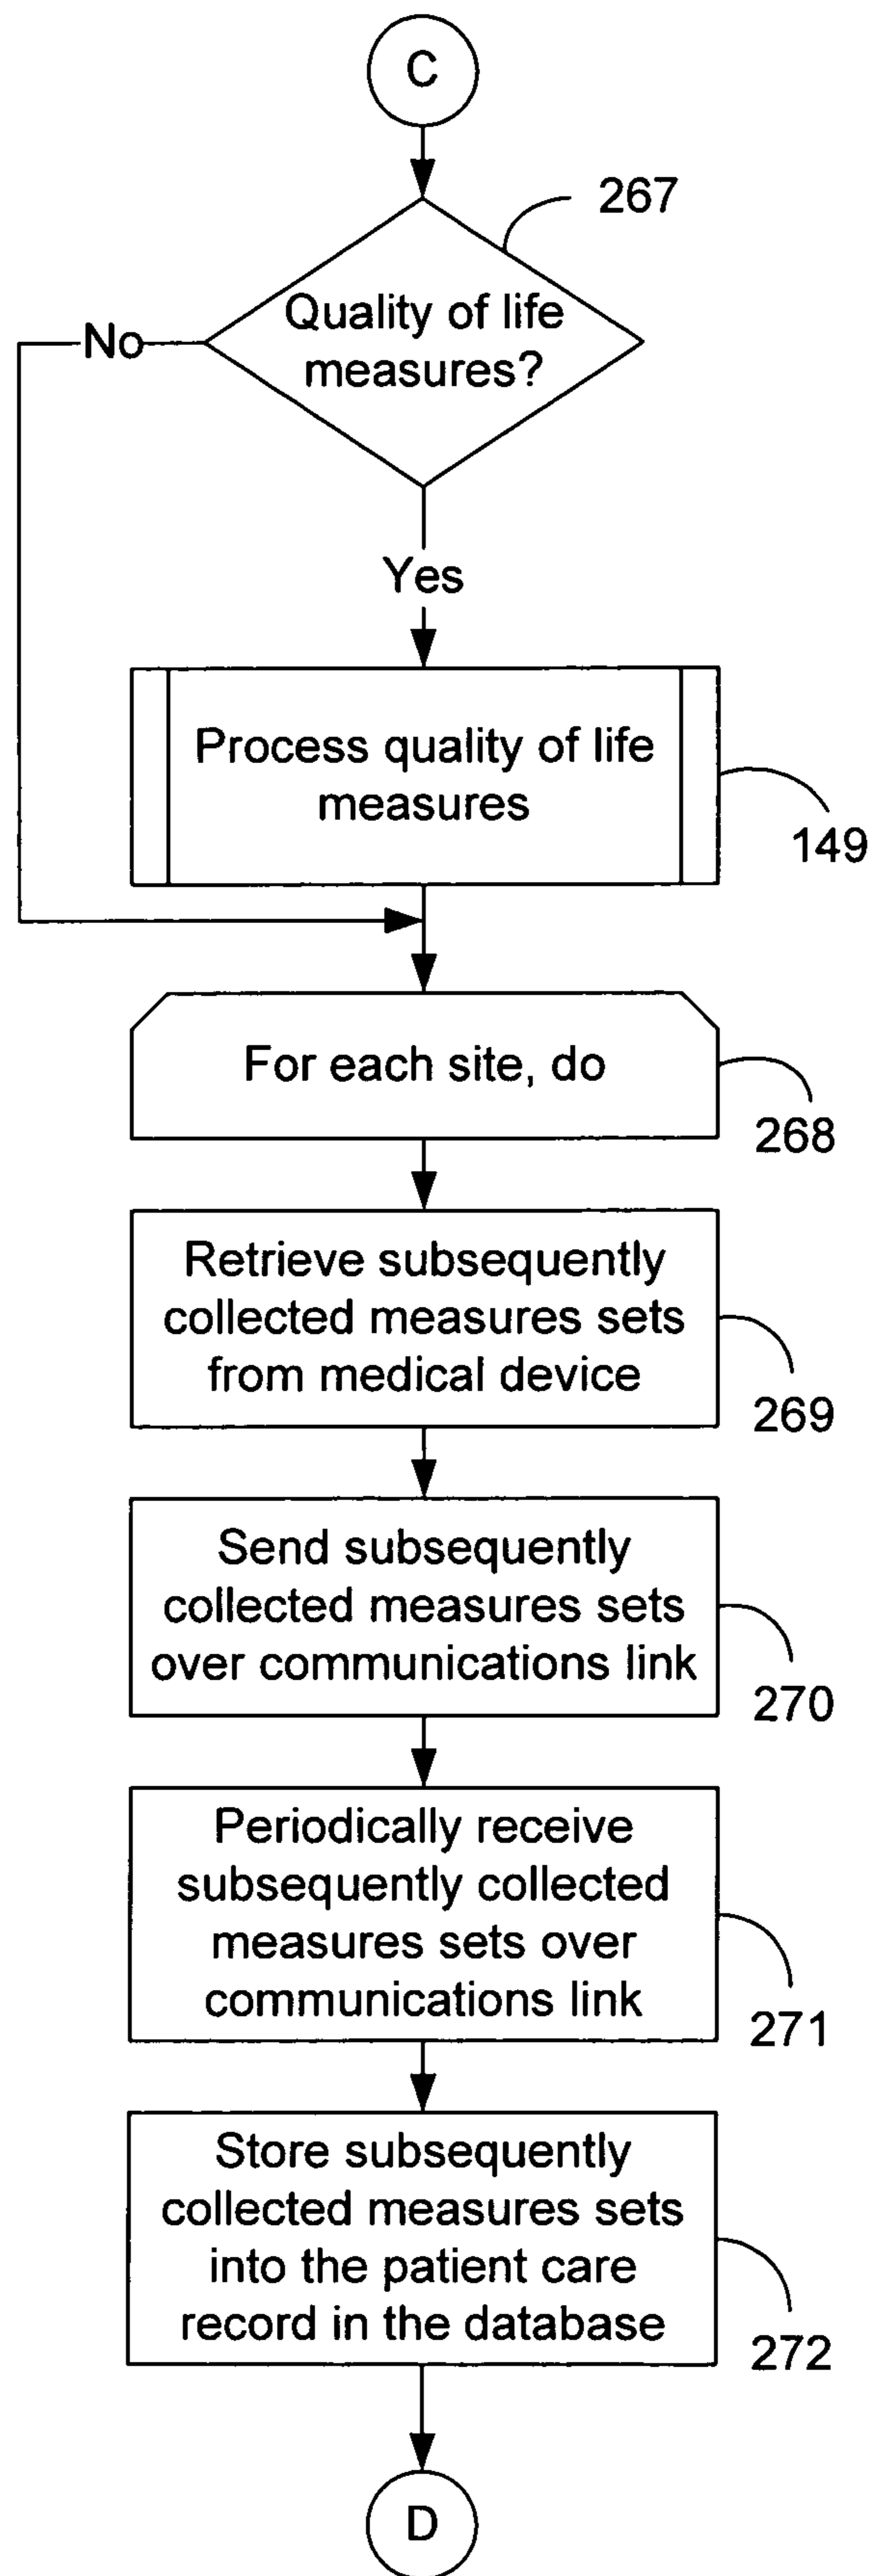 C
267
Quality of life
measures?
No
Yes
Process quality of life
measures
149
For each site, do
268
Retrieve subsequently
collected measures sets
from medical device
269
Send subsequently
collected measures sets
over communications link
270
Periodically receive
subsequently collected
measures sets over
communications link
271
Store subsequently
collected measures sets
into the patient care
record in the database
272
D